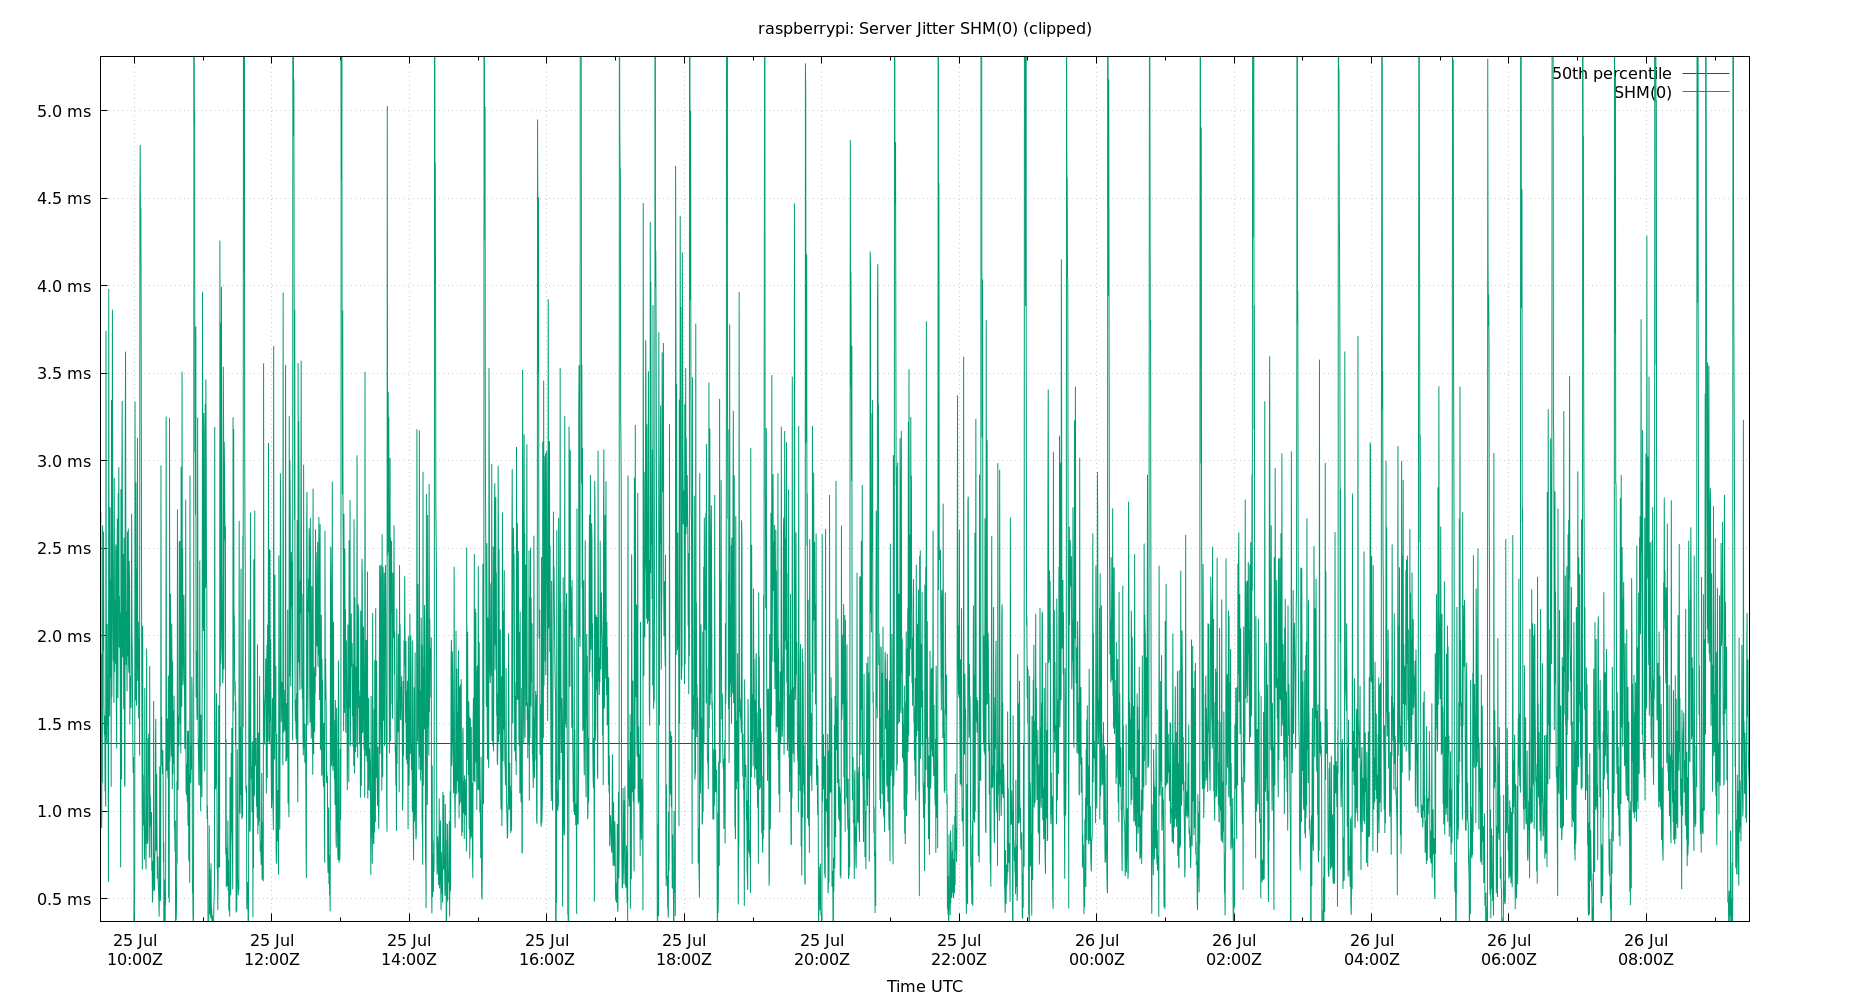 raspberrypi: Server Jitter SHM(0) (clipped)
50th percentile
SHM(0)
5.0 ms
4.5 ms
4.0 ms
3.5 ms
3.0 ms
2.5 ms
2.0 ms
1.5 ms
1.0 ms
0.5 ms
25 Jul 25 Jul 25 Jul 25 Jul 25 Jul 25 Jul 25 Jul 26 Jul 26 Jul 26 Jul 26 Jul 26 Jul
10:00Z 12:00Z 14:00Z 16:00Z 18:00Z 20:00Z 22:00Z 00:00Z 02:00Z 04:00Z 06:00Z 08:00Z
Time UTC